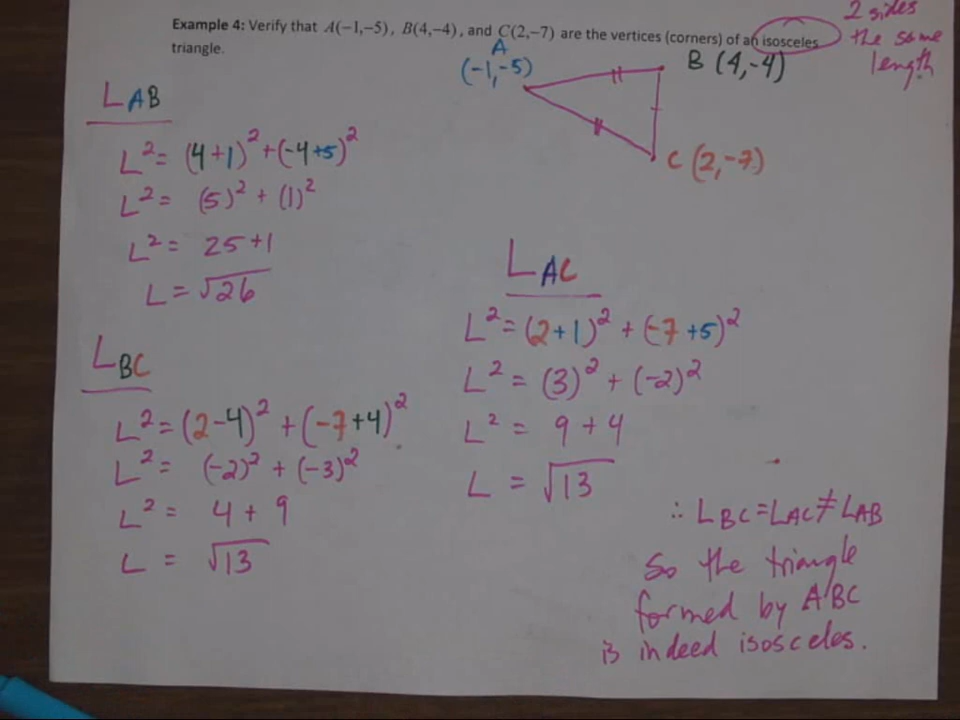 Example 4: Verify that A(−1,−5), B(4,−4), and C(2,−7) are the vertices (corners) of an isosceles
triangle.
2 sides
the same
length
A
(-1,-5)
B (4,-4)
C (2,-7)
LAB
L² = (4+1)² + (-4+5)²
L² = (5)² + (1)²
L² = 25+1
L = √26
LBC
L² = (2-4)² + (-7+4)²
L² = (-2)² + (-3)²
L² = 4 + 9
L = √13
LAC
L² = (2+1)² + (-7+5)²
L² = (3)² + (-2)²
L² = 9 + 4
L = √13
∴ LBC = LAC ≠ LAB
So the triangle
formed by ABC
is indeed isosceles.